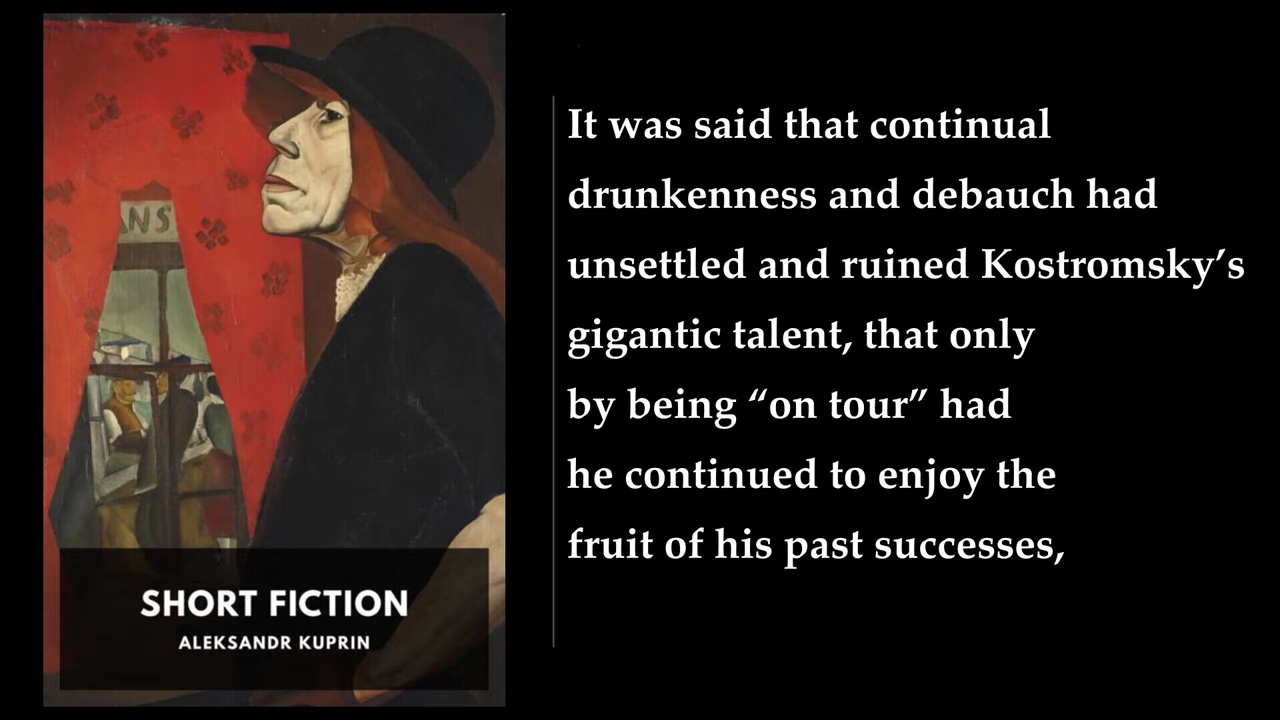 ANS
SHORT FICTION
ALEKSANDR KUPRIN
It was said that continual
drunkenness and debauch had
unsettled and ruined Kostromsky’s
gigantic talent, that only
by being “on tour” had
he continued to enjoy the
fruit of his past successes,